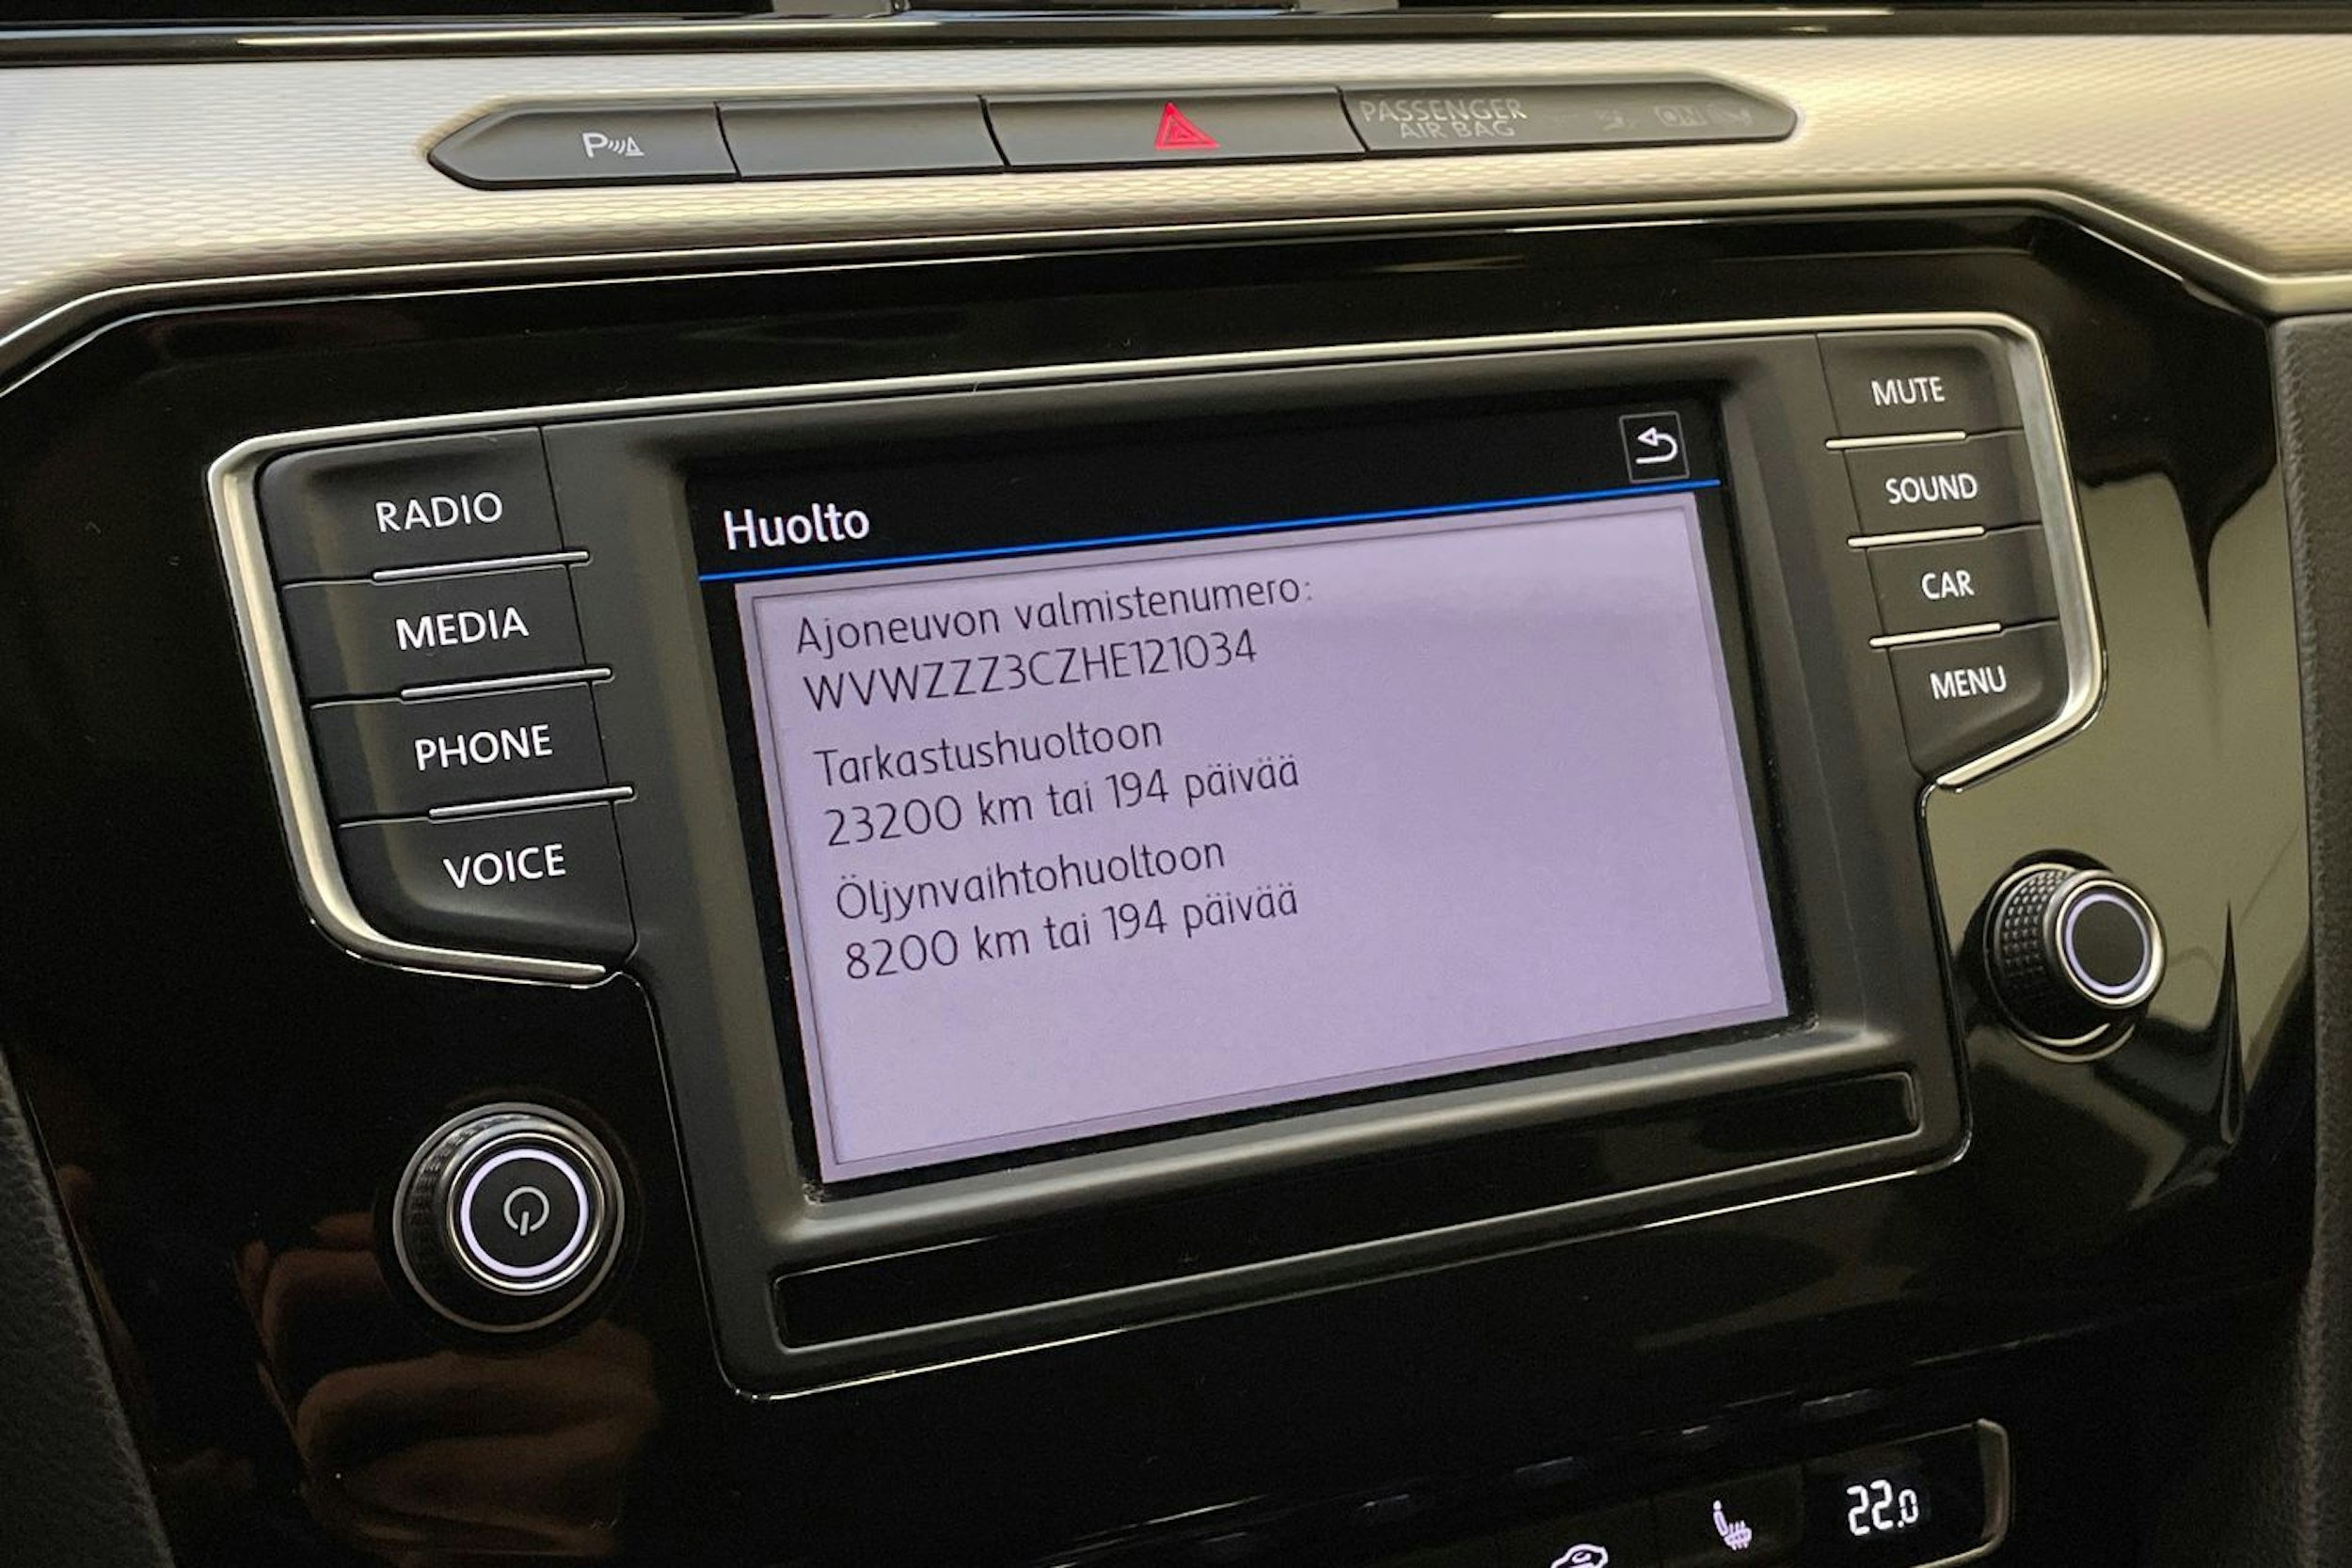 P
PASSENGER
AIR BAG
RADIO
MEDIA
PHONE
VOICE
Huolto
Ajoneuvon valmistenumero:
WVWZZZ3CZHE121034
Tarkastushuoltoon
23200 km tai 194 päivää
Öljynvaihtohuoltoon
8200 km tai 194 päivää
MUTE
SOUND
CAR
MENU
22.0